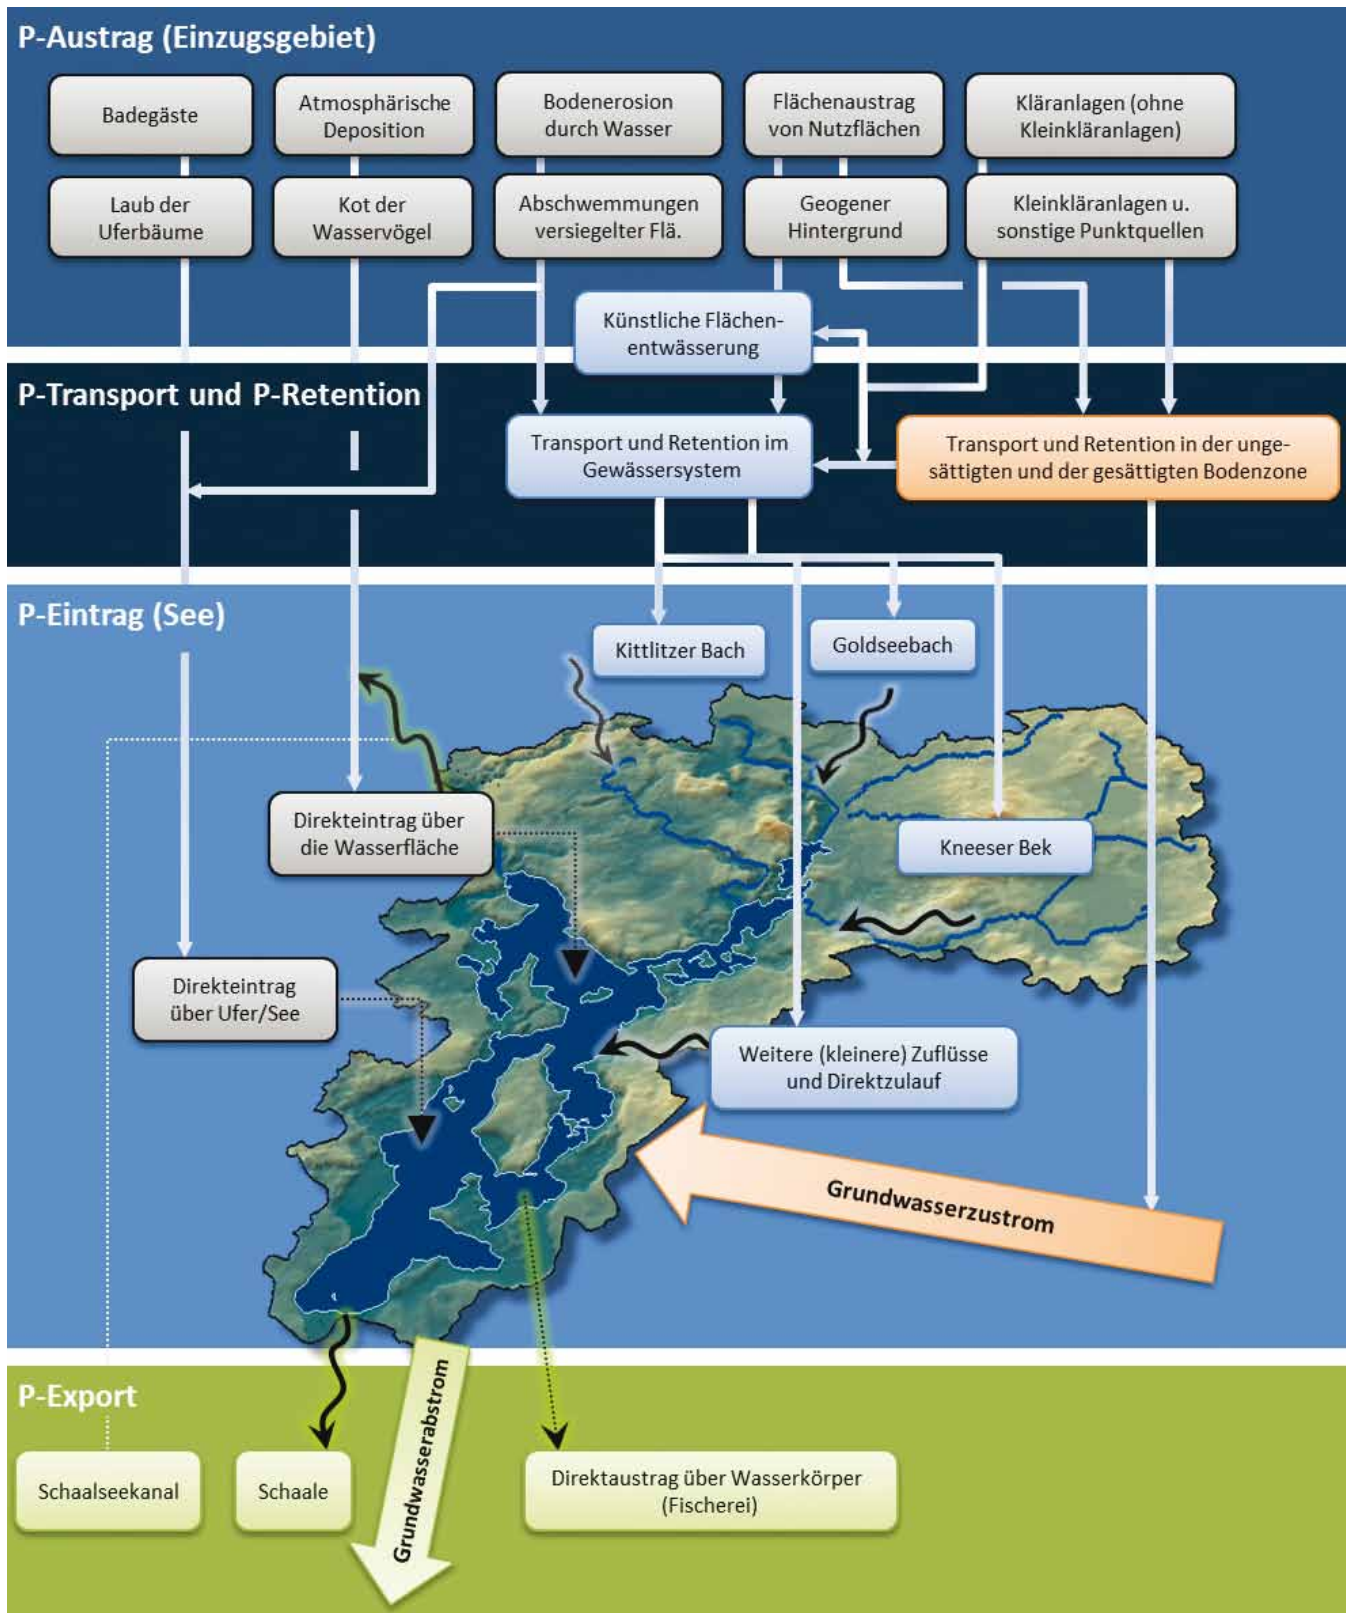 P-Austrag (Einzugsgebiet)
Badegäste
Atmosphärische
Deposition
Bodenerosion
durch Wasser
Flächenaustrag
von Nutzflächen
Kläranlagen (ohne
Kleinkläranlagen)
Laub der
Uferbäume
Kot der
Wasservögel
Abschwemmungen
versiegelter Flä.
Geogener
Hintergrund
Kleinkläranlagen u.
sonstige Punktquellen
Künstliche Flächen-
entwässerung
P-Transport und P-Retention
Transport und Retention im
Gewässersystem
Transport und Retention in der unge-
sättigten und der gesättigten Bodenzone
P-Eintrag (See)
Kittlitzer Bach
Goldseebach
Direkteintrag über
die Wasserfläche
Kneeser Bek
Direkteintrag
über Ufer/See
Weitere (kleinere) Zuflüsse
und Direktzulauf
Grundwasserzustrom
P-Export
Schaalseekanal
Schaale
Grundwasserabstrom
Direktaustrag über Wasserkörper
(Fischerei)